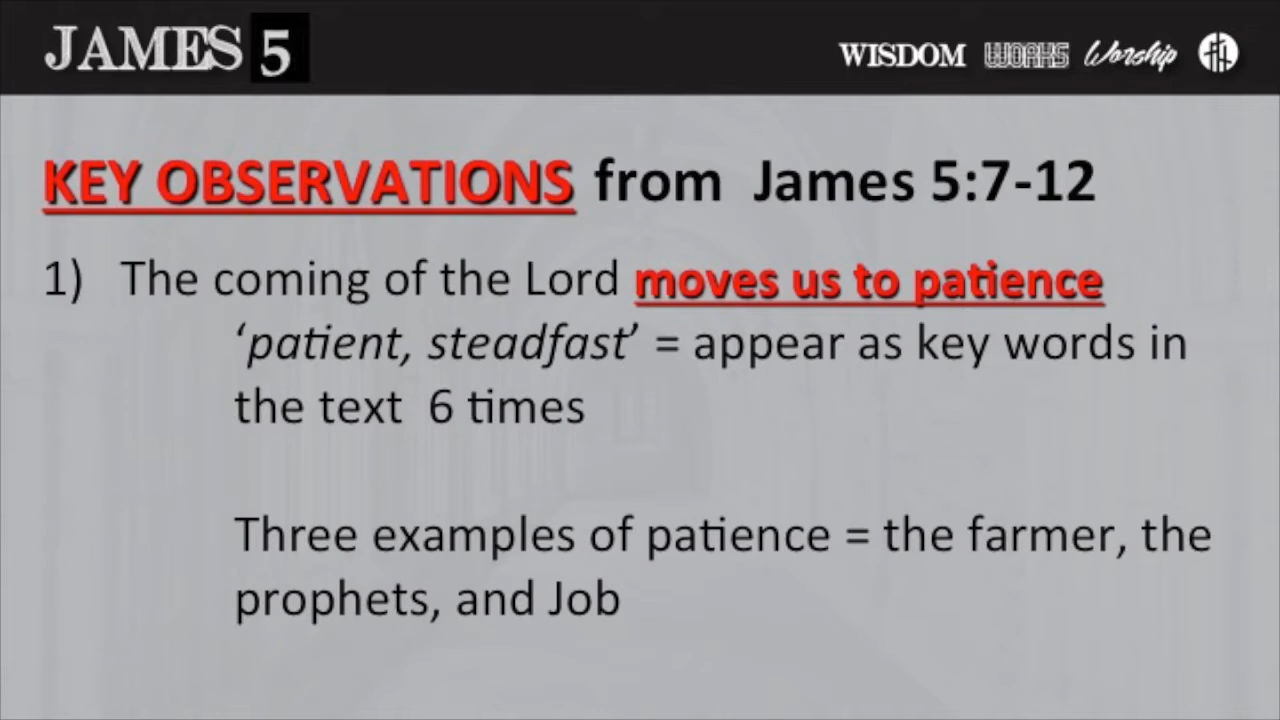 JAMES 5
WISDOM WORKS Worship
KEY OBSERVATIONS from James 5:7-12
1) The coming of the Lord moves us to patience
‘patient, steadfast’ = appear as key words in
the text 6 times
Three examples of patience = the farmer, the
prophets, and Job